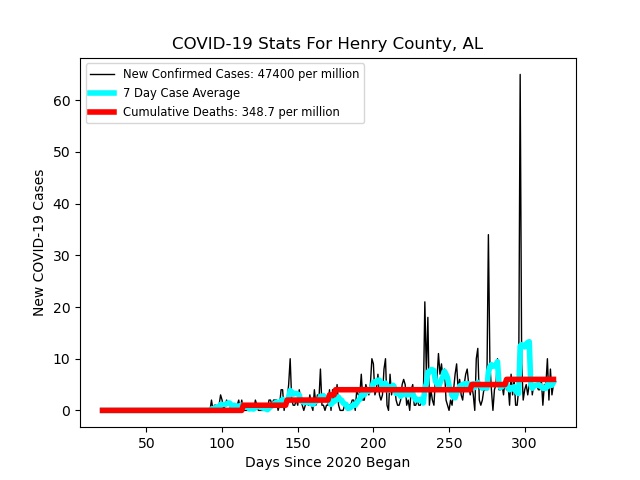 COVID-19 Stats For Henry County, AL
New Confirmed Cases: 47400 per million
7 Day Case Average
Cumulative Deaths: 348.7 per million
New COVID-19 Cases
60
50
40
30
20
10
0
50 100 150 200 250 300
Days Since 2020 Began